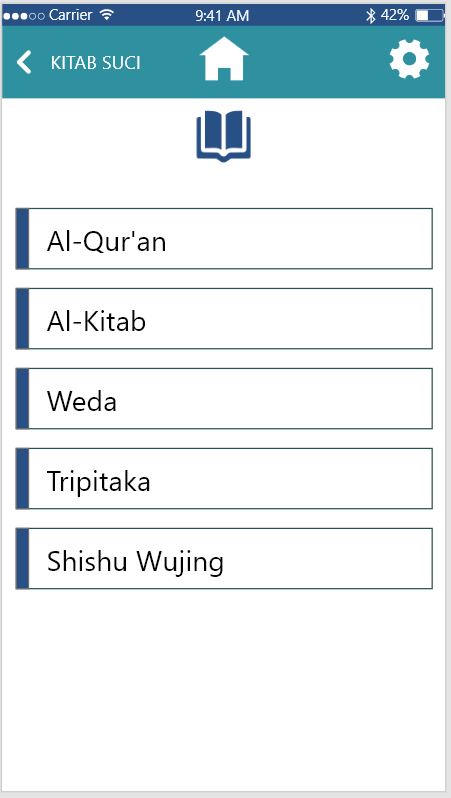 Carrier 9:41 AM 42%
KITAB SUCI
Al-Qur'an
Al-Kitab
Weda
Tripitaka
Shishu Wujing